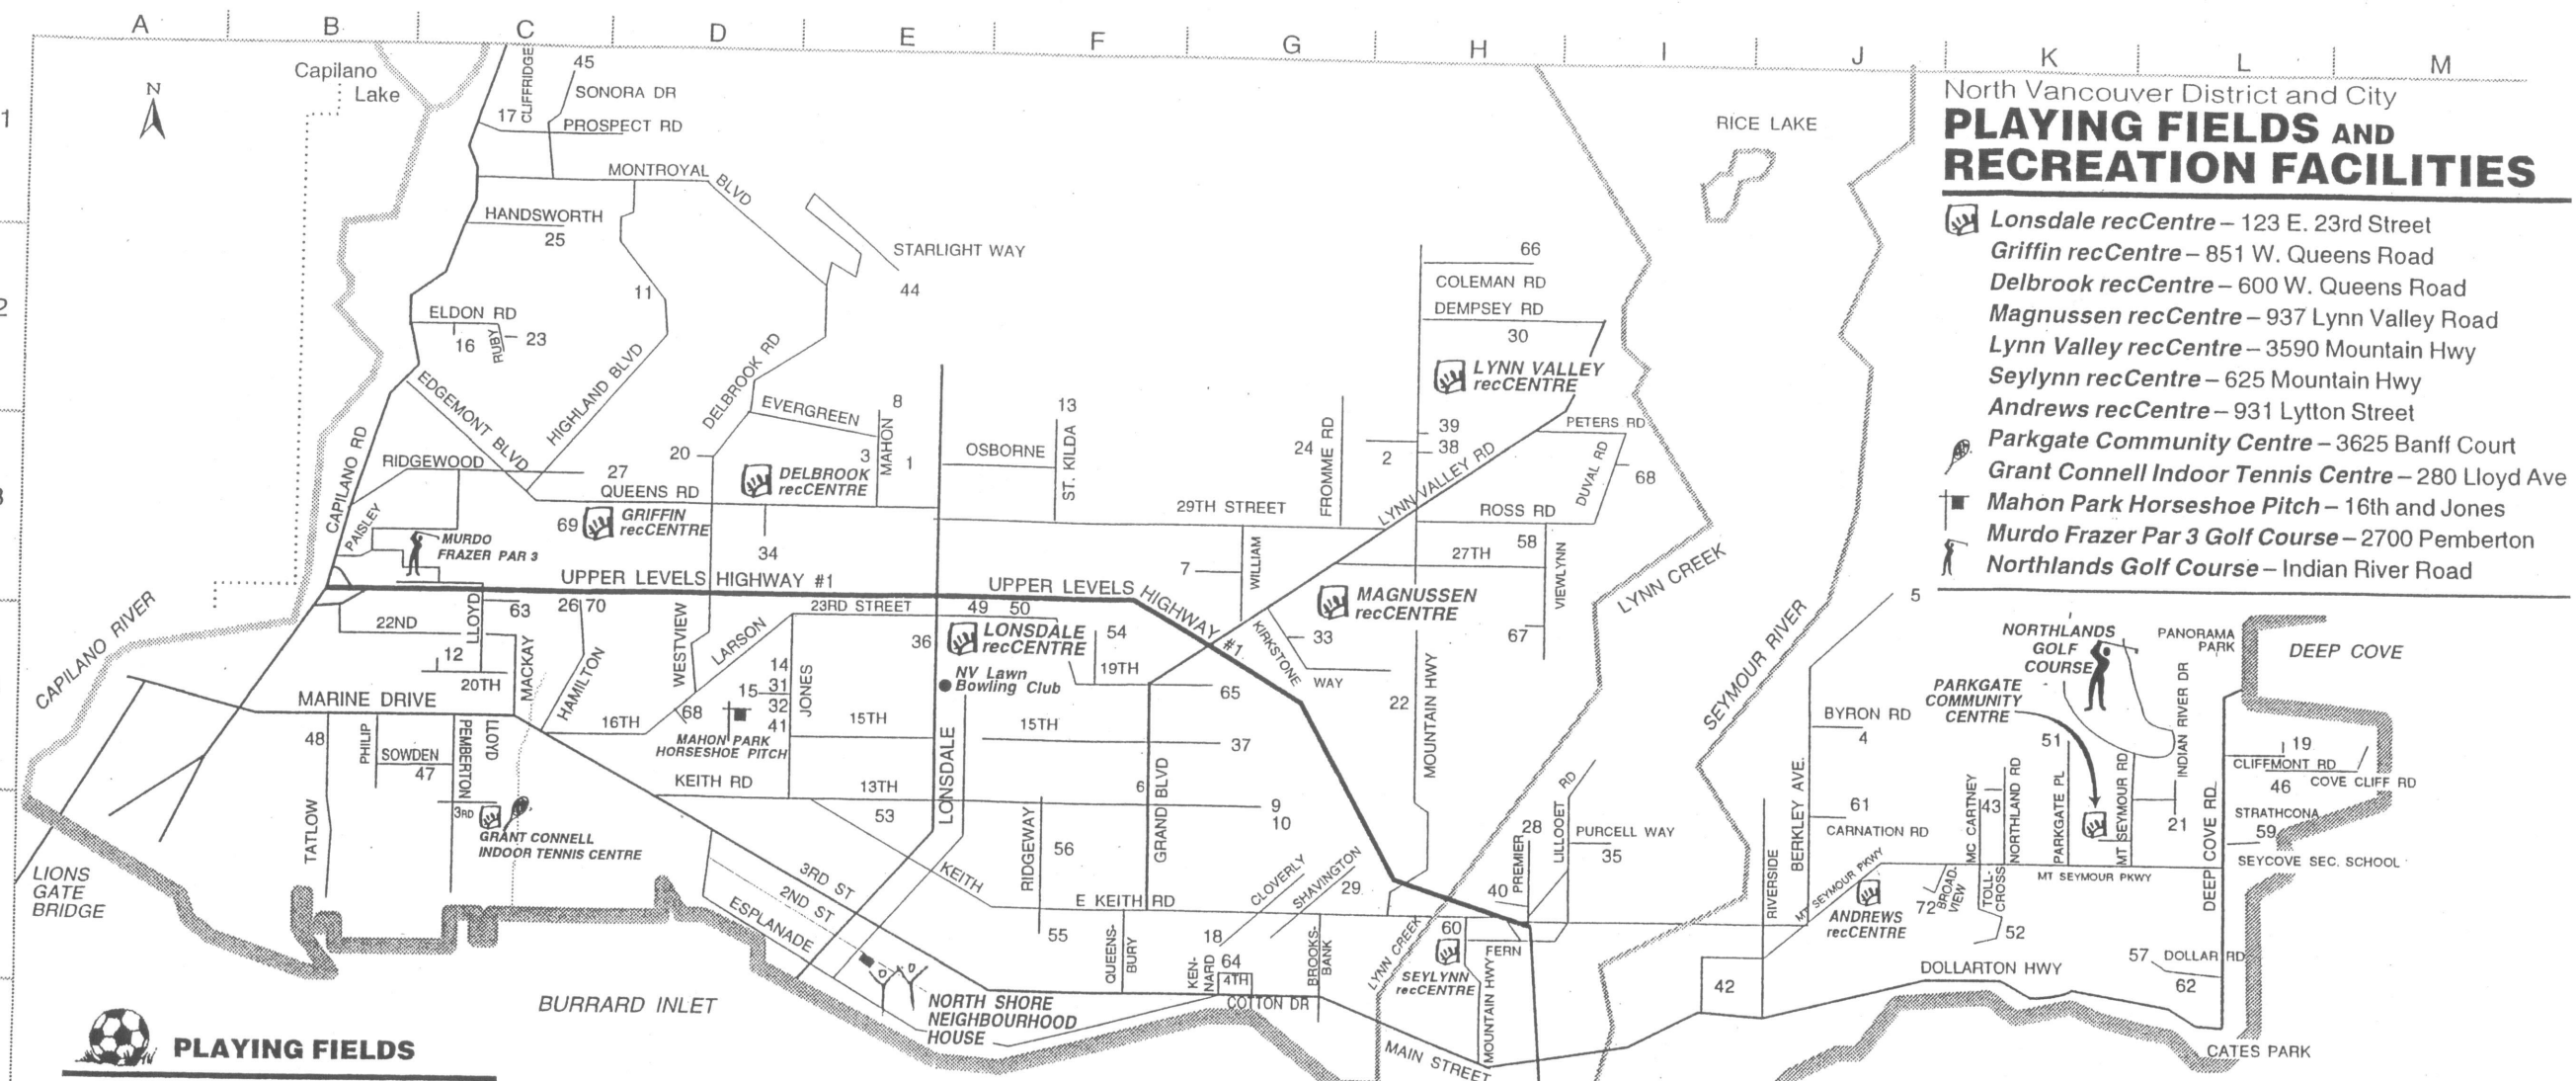 A B C D E F G H I J K L M
1
2
3
N
Capilano
Lake
CLIFFRIDGE
45
SONORA DR
17
PROSPECT RD
MONTROYAL BLVD
HANDSWORTH
25
STARLIGHT WAY
44
11
ELDON RD
16
RUBY
23
HIGHLAND BLVD
EDGEMONT BLVD
DELBROOK RD
EVERGREEN
MAHON
8
3
1
20
CAPILANO RD
RIDGEWOOD
27
QUEENS RD
DELBROOK
recCENTRE
69
GRIFFIN
recCENTRE
34
PAISLEY
MURDO
FRAZER PAR 3
OSBORNE
13
ST. KILDA
29TH STREET
24
FROMME RD
2
39
38
LYNN VALLEY RD
66
COLEMAN RD
DEMPSEY RD
30
LYNN VALLEY
recCENTRE
PETERS RD
DUVAL RD
68
ROSS RD
58
27TH
VIEWLYNN
67
RICE LAKE
LYNN CREEK
SEYMOUR RIVER
7
WILLIAM
MAGNUSSEN
recCENTRE
33
KIRKSTONE
WAY
22
MOUNTAIN HWY
North Vancouver District and City
PLAYING FIELDS AND
RECREATION FACILITIES
Lonsdale recCentre – 123 E. 23rd Street
Griffin recCentre – 851 W. Queens Road
Delbrook recCentre – 600 W. Queens Road
Magnussen recCentre – 937 Lynn Valley Road
Lynn Valley recCentre – 3590 Mountain Hwy
Seylynn recCentre – 625 Mountain Hwy
Andrews recCentre – 931 Lytton Street
Parkgate Community Centre – 3625 Banff Court
Grant Connell Indoor Tennis Centre – 280 Lloyd Ave
Mahon Park Horseshoe Pitch – 16th and Jones
Murdo Frazer Par 3 Golf Course – 2700 Pemberton
Northlands Golf Course – Indian River Road
UPPER LEVELS HIGHWAY #1
UPPER LEVELS HIGHWAY #1
CAPILANO RIVER
22ND
LLOYD
63
26 70
12
20TH
MACKAY
HAMILTON
WESTVIEW
LARSON
23RD STREET
49 50
36
LONSDALE
recCENTRE
NV Lawn
Bowling Club
54
19TH
65
14
31
15
32
41
JONES
68
16TH
MAHON PARK
HORSESHOE PITCH
15TH
15TH
37
MARINE DRIVE
48
PHILIP
SOWDEN
47
PEMBERTON
LLOYD
TATLOW
3RD
GRANT CONNELL
INDOOR TENNIS CENTRE
KEITH RD
13TH
53
LONSDALE
6
GRAND BLVD
9
10
RIDGEWAY
56
KEITH
E KEITH RD
3RD ST
2ND ST
ESPLANADE
55
QUEENS-
BURY
CLOVERLY
SHAVINGTON
29
18
KEN-
NARD
64
4TH
BROOKS-
BANK
COTTON DR
LYNN CREEK
60
SEYLYNN
recCENTRE
FERN
MOUNTAIN HWY
MAIN STREET
NORTH SHORE
NEIGHBOURHOOD
HOUSE
LIONS
GATE
BRIDGE
BURRARD INLET
28
PREMIER
40
LILLOOET
RD
PURCELL WAY
35
5
BYRON RD
4
BERKLEY AVE.
61
CARNATION RD
RIVERSIDE
MT SEYMOUR PKWY
42
ANDREWS
recCENTRE
72
BROAD-
VIEW
TOLL-
CROSS
52
MC CARTNEY
43
NORTHLAND RD
51
PARKGATE PL
MT SEYMOUR RD
MT SEYMOUR PKWY
21
INDIAN RIVER DR
NORTHLANDS
GOLF
COURSE
PARKGATE
COMMUNITY
CENTRE
PANORAMA
PARK
DEEP COVE
19
CLIFFMONT RD
46
COVE CLIFF RD
STRATHCONA
59
SEYCOVE SEC. SCHOOL
DEEP COVE RD.
57
DOLLAR RD
62
DOLLARTON HWY
CATES PARK
PLAYING FIELDS